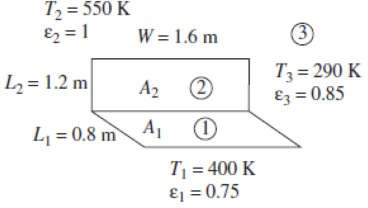 T₂ = 550 K
ε₂ = 1
W = 1.6 m
③
T₃ = 290 K
ε₃ = 0.85
L₂ = 1.2 m
A₂ ②
L₁ = 0.8 m
A₁ ①
T₁ = 400 K
ε₁ = 0.75